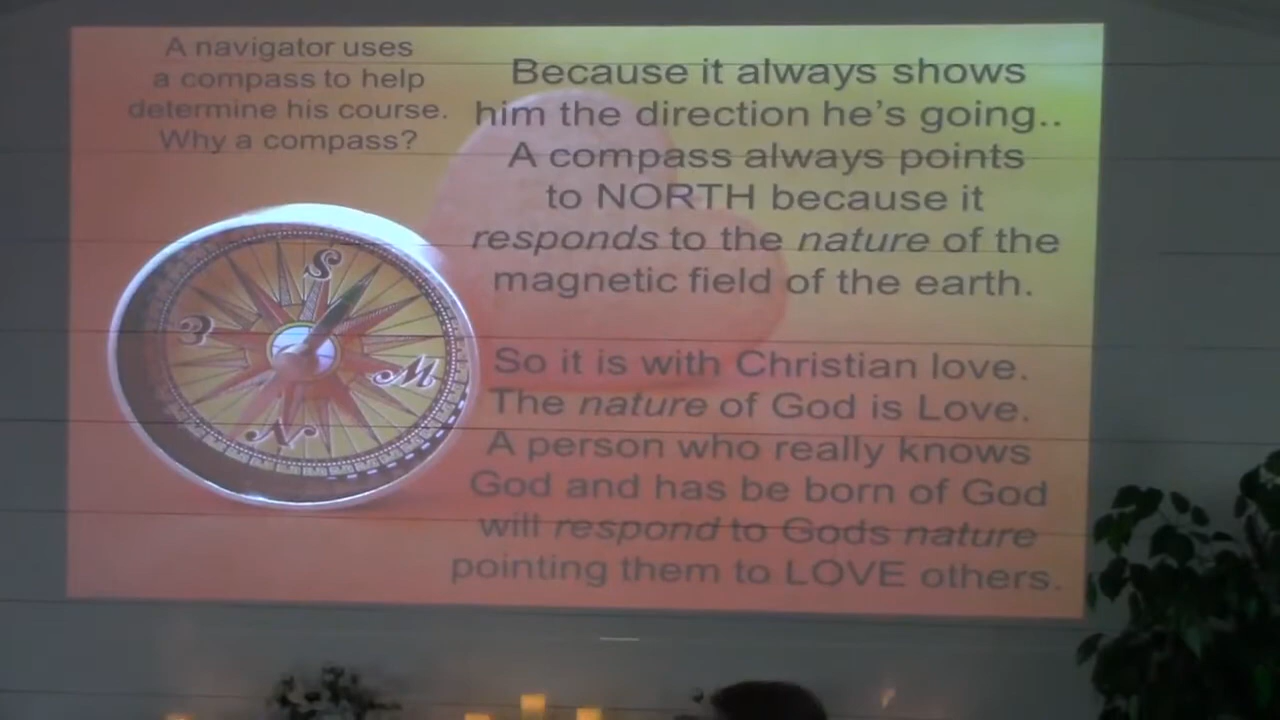 A navigator uses
a compass to help
determine his course.
Why a compass?
Because it always shows
him the direction he's going..
A compass always points
to NORTH because it
responds to the nature of the
magnetic field of the earth.
So it is with Christian love.
The nature of God is Love.
A person who really knows
God and has be born of God
will respond to Gods nature
pointing them to LOVE others.
S
3
M
N